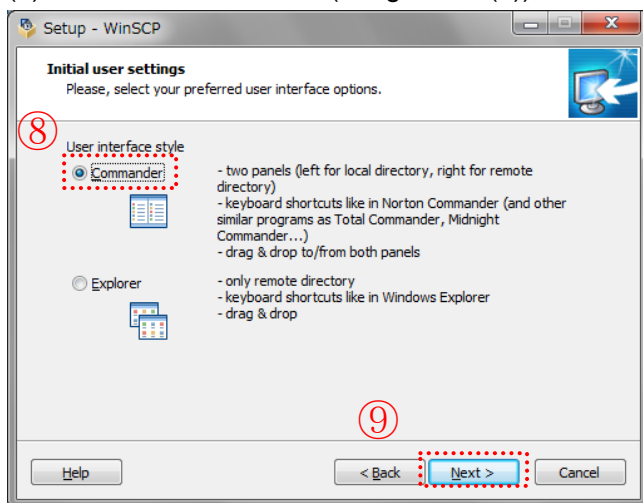 Setup - WinSCP
Initial user settings
Please, select your preferred user interface options.
⑧
User interface style
Commander
- two panels (left for local directory, right for remote
directory)
- keyboard shortcuts like in Norton Commander (and other
similar programs as Total Commander, Midnight
Commander...)
- drag & drop to/from both panels
Explorer
- only remote directory
- keyboard shortcuts like in Windows Explorer
- drag & drop
⑨
Help
< Back
Next >
Cancel